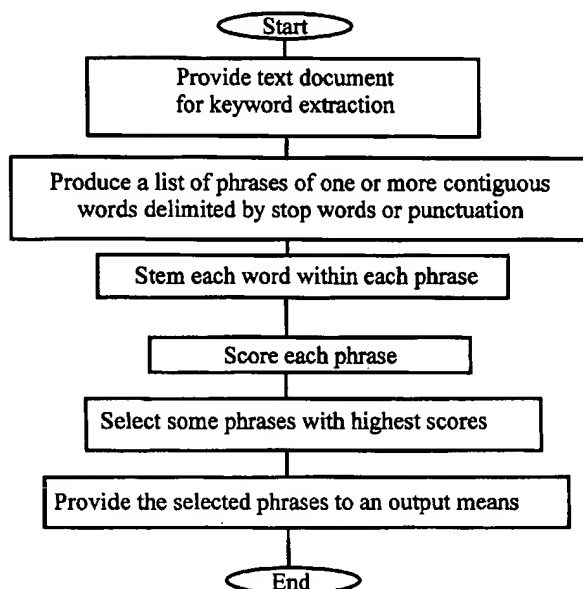 Start
Provide text document
for keyword extraction
Produce a list of phrases of one or more contiguous
words delimited by stop words or punctuation
Stem each word within each phrase
Score each phrase
Select some phrases with highest scores
Provide the selected phrases to an output means
End